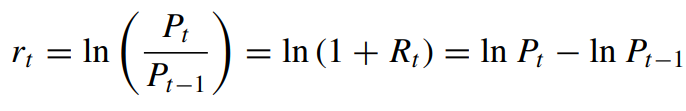 r_t = ln ( P_t / P_{t−1} ) = ln (1 + R_t) = ln P_t − ln P_{t−1}